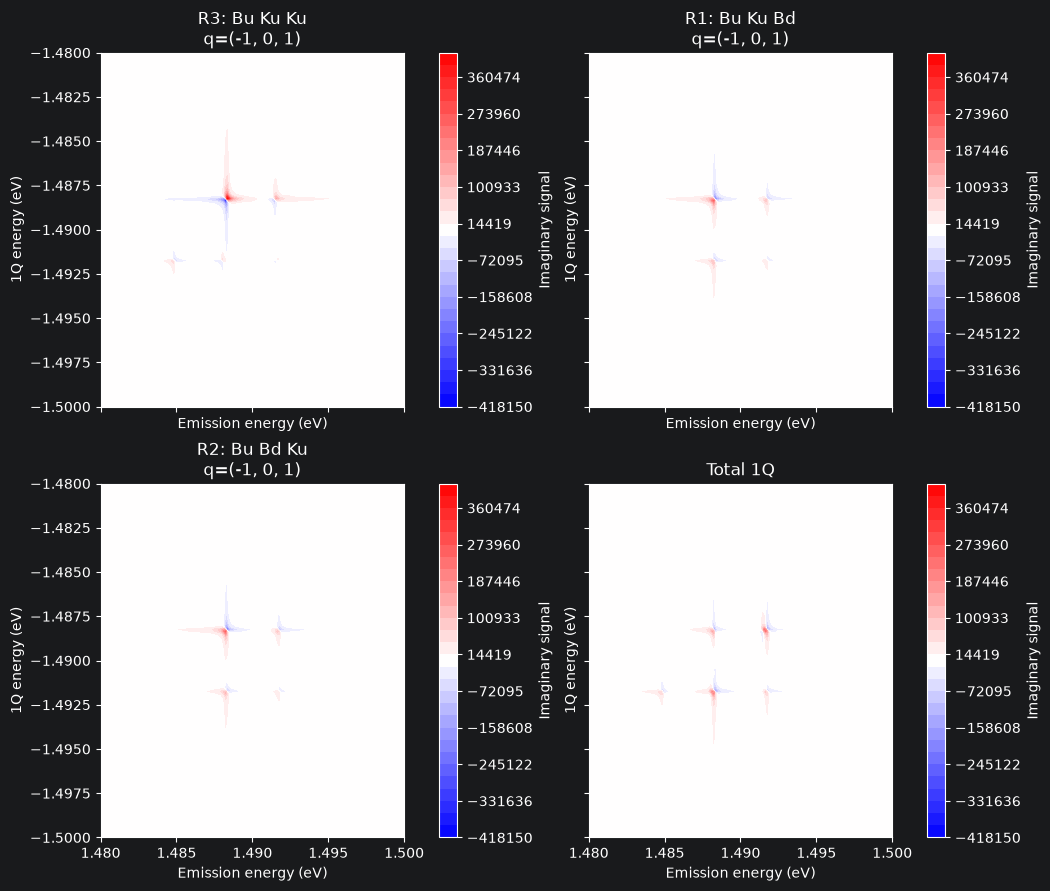 R3: Bu Ku Ku
q=(-1, 0, 1)
−1.4800
−1.4825
−1.4850
−1.4875
−1.4900
−1.4925
−1.4950
−1.4975
−1.5000
1Q energy (eV)
Emission energy (eV)
360474
273960
187446
100933
14419
−72095
−158608
−245122
−331636
−418150
Imaginary signal
R1: Bu Ku Bd
q=(-1, 0, 1)
1Q energy (eV)
Emission energy (eV)
360474
273960
187446
100933
14419
−72095
−158608
−245122
−331636
−418150
Imaginary signal
R2: Bu Bd Ku
q=(-1, 0, 1)
−1.4800
−1.4825
−1.4850
−1.4875
−1.4900
−1.4925
−1.4950
−1.4975
−1.5000
1Q energy (eV)
1.480 1.485 1.490 1.495 1.500
Emission energy (eV)
360474
273960
187446
100933
14419
−72095
−158608
−245122
−331636
−418150
Imaginary signal
Total 1Q
1Q energy (eV)
1.480 1.485 1.490 1.495 1.500
Emission energy (eV)
360474
273960
187446
100933
14419
−72095
−158608
−245122
−331636
−418150
Imaginary signal